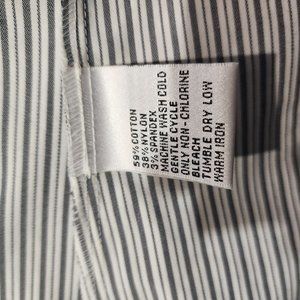 59% COTTON
38% NYLON
3% SPANDEX
MACHINE WASH COLD
GENTLE CYCLE
ONLY NON-CHLORINE
BLEACH
TUMBLE DRY LOW
WARM IRON